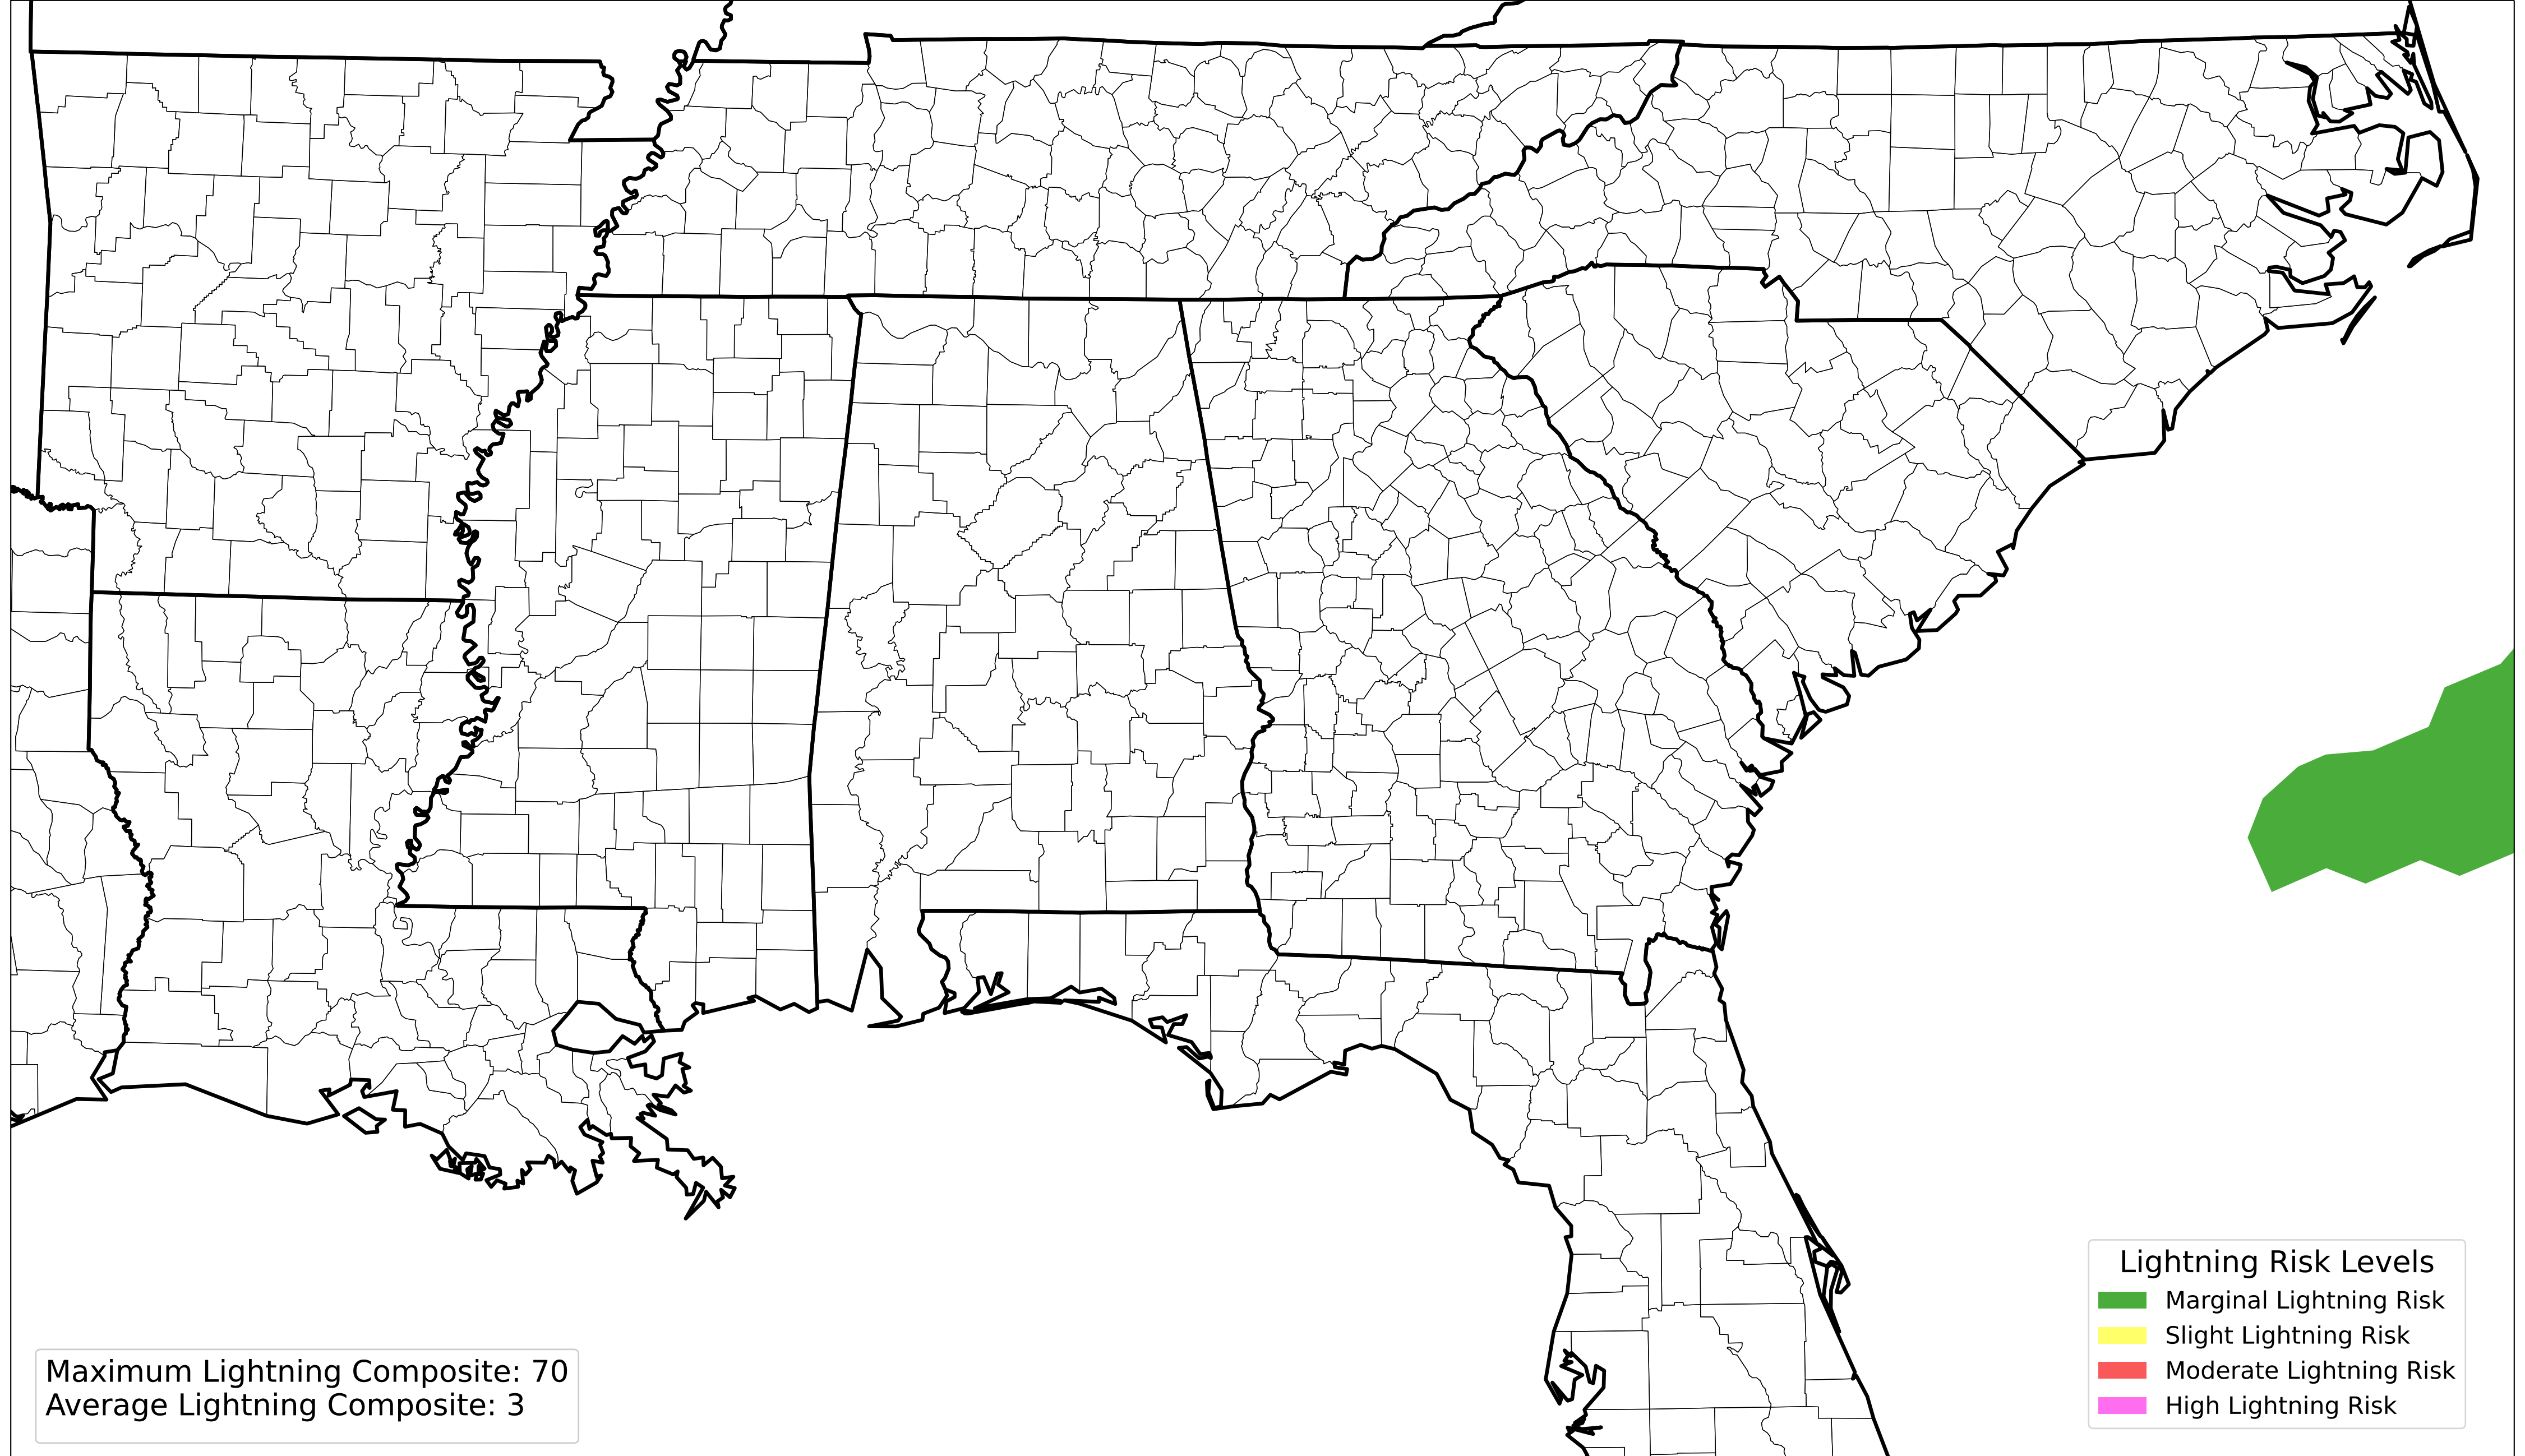 Lightning Risk Levels
Marginal Lightning Risk
Slight Lightning Risk
Moderate Lightning Risk
High Lightning Risk
Maximum Lightning Composite: 70
Average Lightning Composite: 3